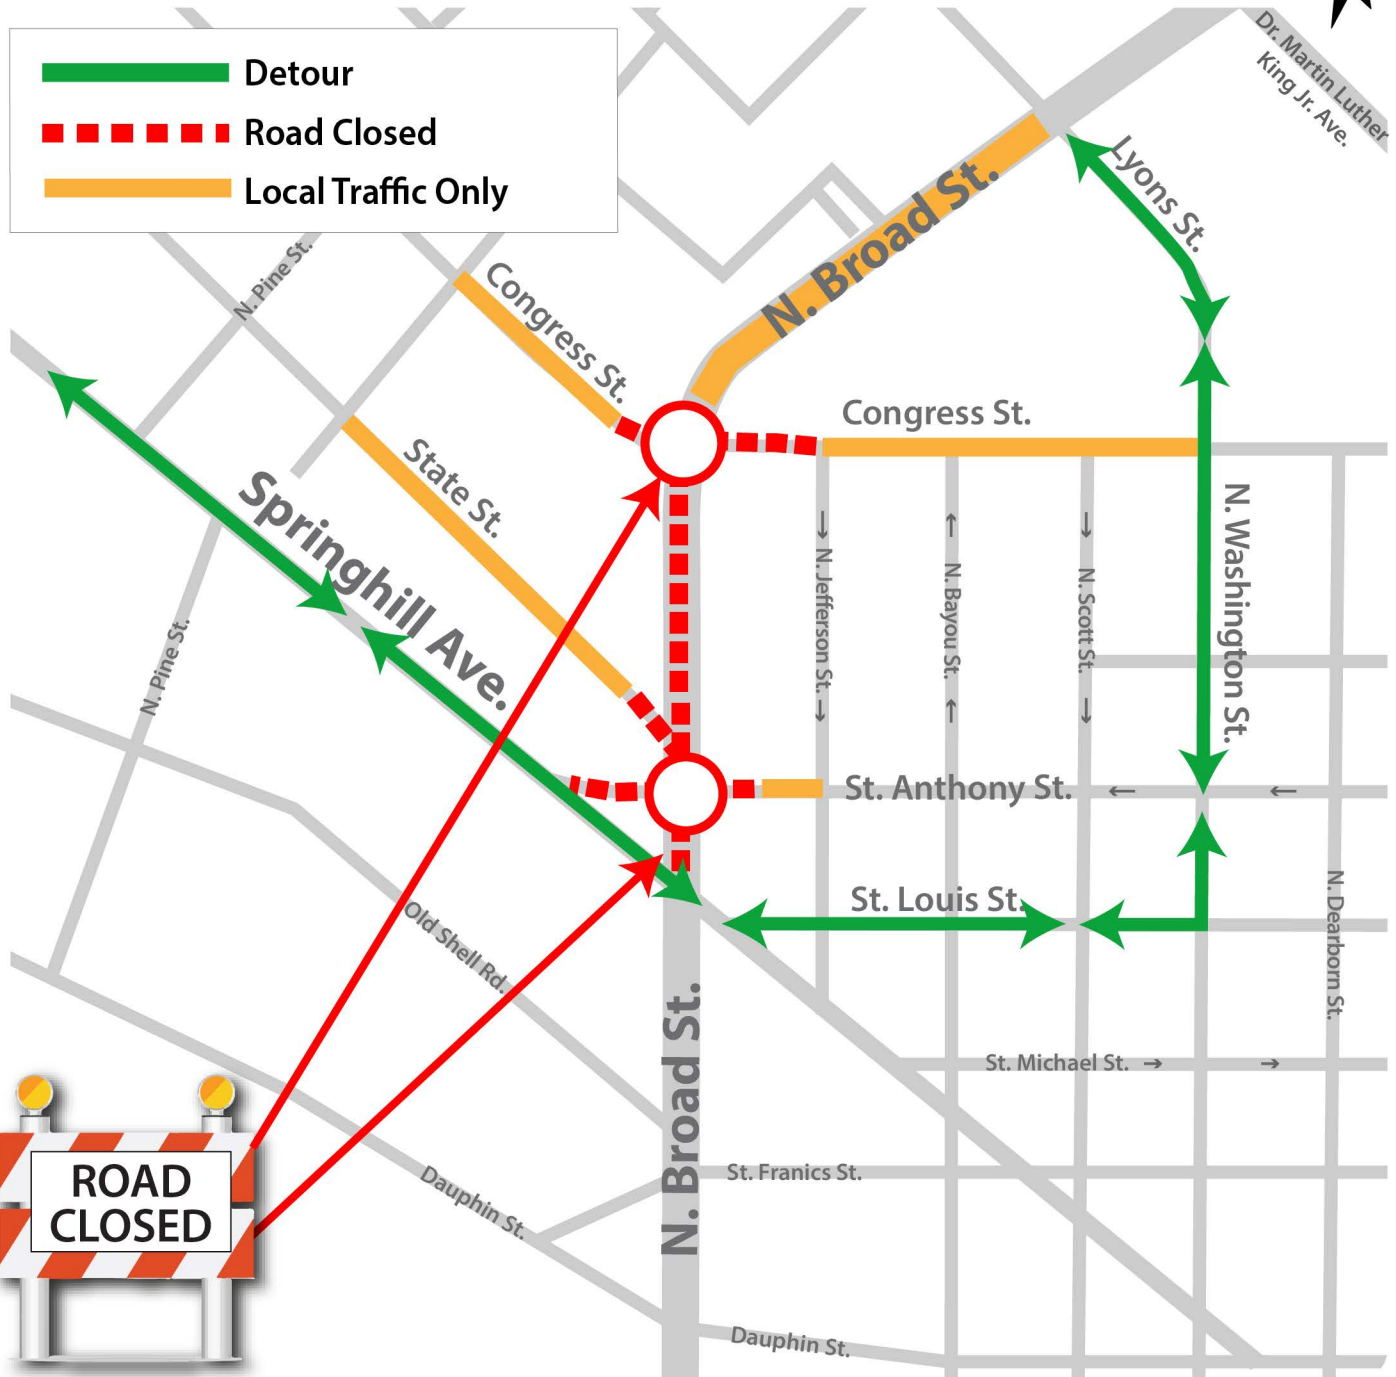 Detour
Road Closed
Local Traffic Only
Dr. Martin Luther
King Jr. Ave.
Lyons St.
N. Broad St.
N. Pine St.
Congress St.
Congress St.
State St.
Springhill Ave.
N. Washington St.
N. Jefferson St.
N. Bayou St.
N. Scott St.
N. Pine St.
St. Anthony St.
St. Louis St.
N. Dearborn St.
Old Shell Rd.
N. Broad St.
St. Michael St.
ROAD
CLOSED
Dauphin St.
St. Franics St.
Dauphin St.